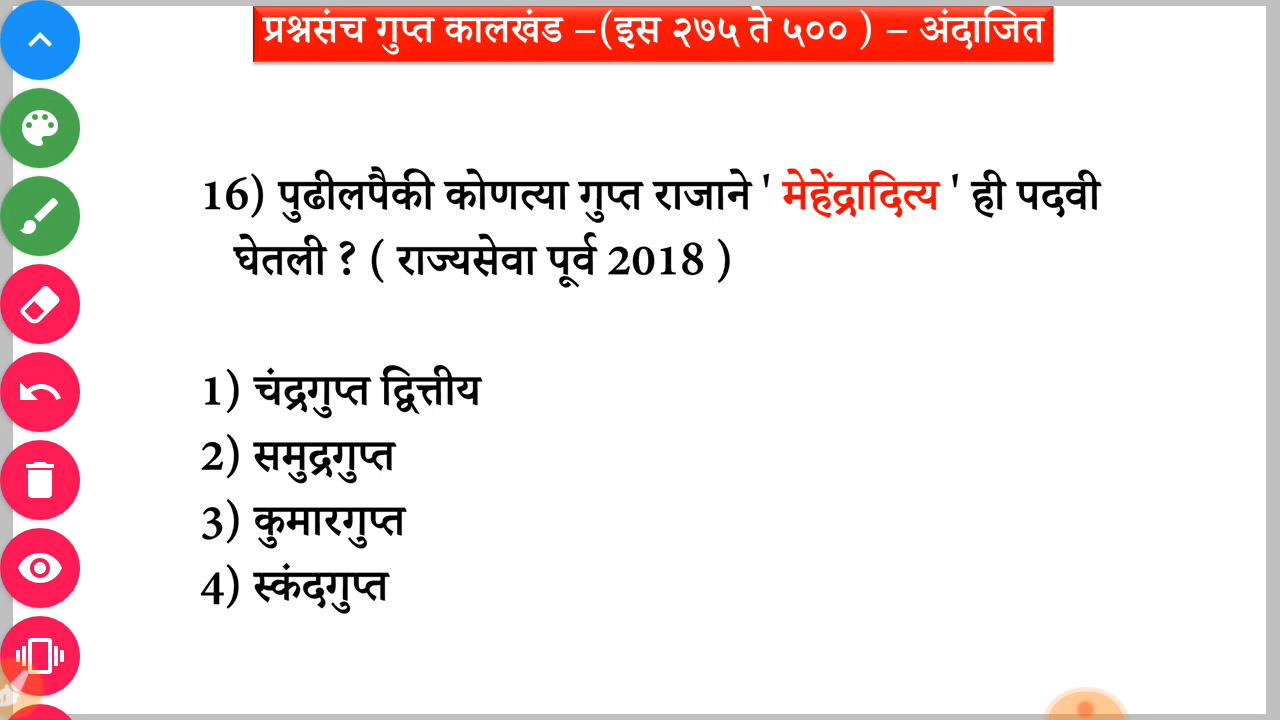 प्रश्नसंच गुप्त कालखंड –(इस २७५ ते ५०० ) – अंदाजित
16) पुढीलपैकी कोणत्या गुप्त राजाने ' मेहेंद्रादित्य ' ही पदवी
घेतली ? ( राज्यसेवा पूर्व 2018 )
1) चंद्रगुप्त द्वित्तीय
2) समुद्रगुप्त
3) कुमारगुप्त
4) स्कंदगुप्त